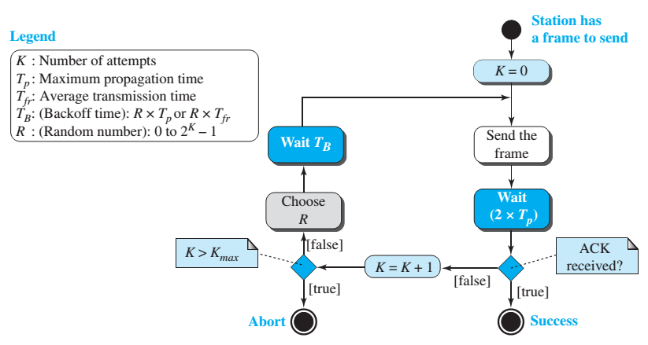 Station has
a frame to send
Legend
K : Number of attempts
Tp: Maximum propagation time
Tfr: Average transmission time
TB: (Backoff time): R × Tp or R × Tfr
R : (Random number): 0 to 2^K – 1
K = 0
Wait TB
Send the
frame
Choose
R
Wait
(2 × Tp)
[false]
K > Kmax
K = K + 1
ACK
received?
[false]
[true]
[true]
Abort
Success